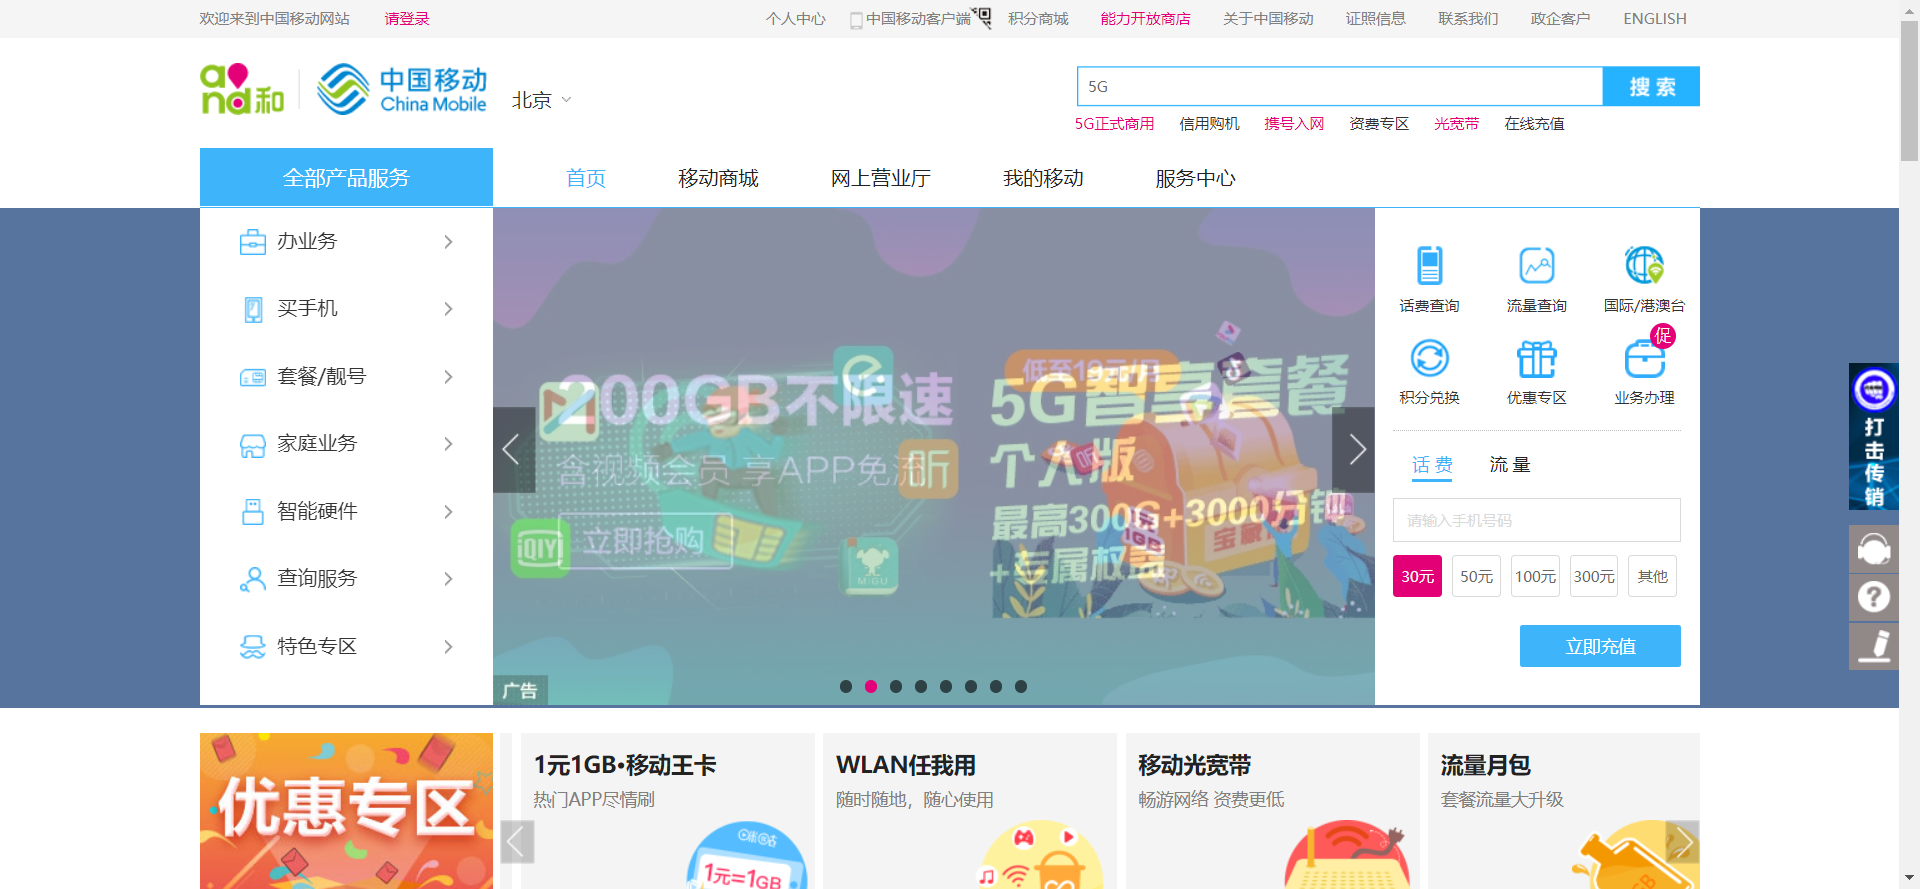 欢迎来到中国移动网站 请登录 个人中心 中国移动客户端 积分商城 能力开放商店 关于中国移动 证照信息 联系我们 政企客户 ENGLISH
and和 中国移动 China Mobile 北京
5G 搜索
5G正式商用 信用购机 携号入网 资费专区 光宽带 在线充值
全部产品服务 首页 移动商城 网上营业厅 我的移动 服务中心
办业务
买手机
套餐/靓号
家庭业务
智能硬件
查询服务
特色专区
低至19元/月
200GB不限速
5G智享套餐
个人版
含视频会员 享APP免流
听
最高300G+3000分钟
+专属权益
立即抢购
iQIYI
MIGU
1GB
广告
话费查询 流量查询 国际/港澳台
促
积分兑换 优惠专区 业务办理
话费 流量
请输入手机号码
30元 50元 100元 300元 其他
立即充值
打击传销
优惠专区
1元1GB•移动王卡
热门APP尽情刷
1元=1GB
WLAN任我用
随时随地，随心使用
移动光宽带
畅游网络 资费更低
流量月包
套餐流量大升级